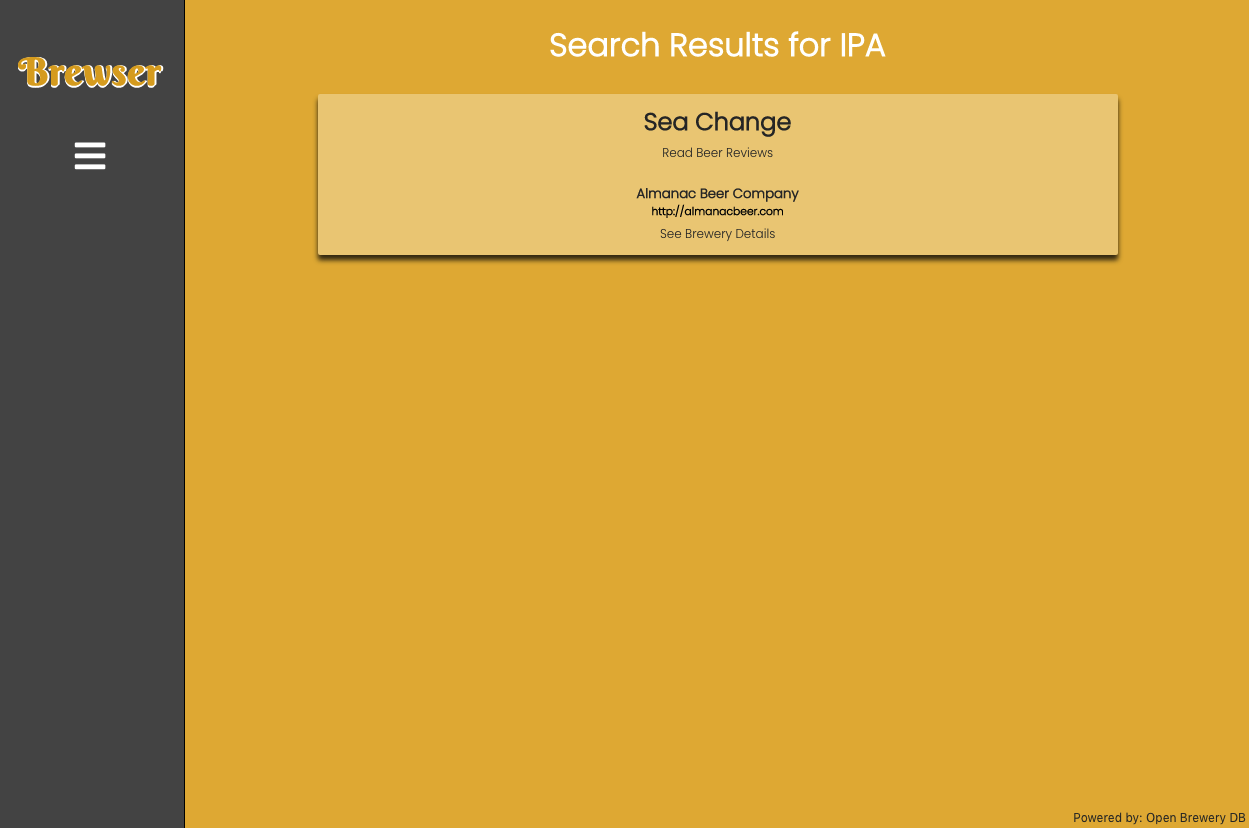 Brewser
Search Results for IPA
Sea Change
Read Beer Reviews
Almanac Beer Company
http://almanacbeer.com
See Brewery Details
Powered by: Open Brewery DB